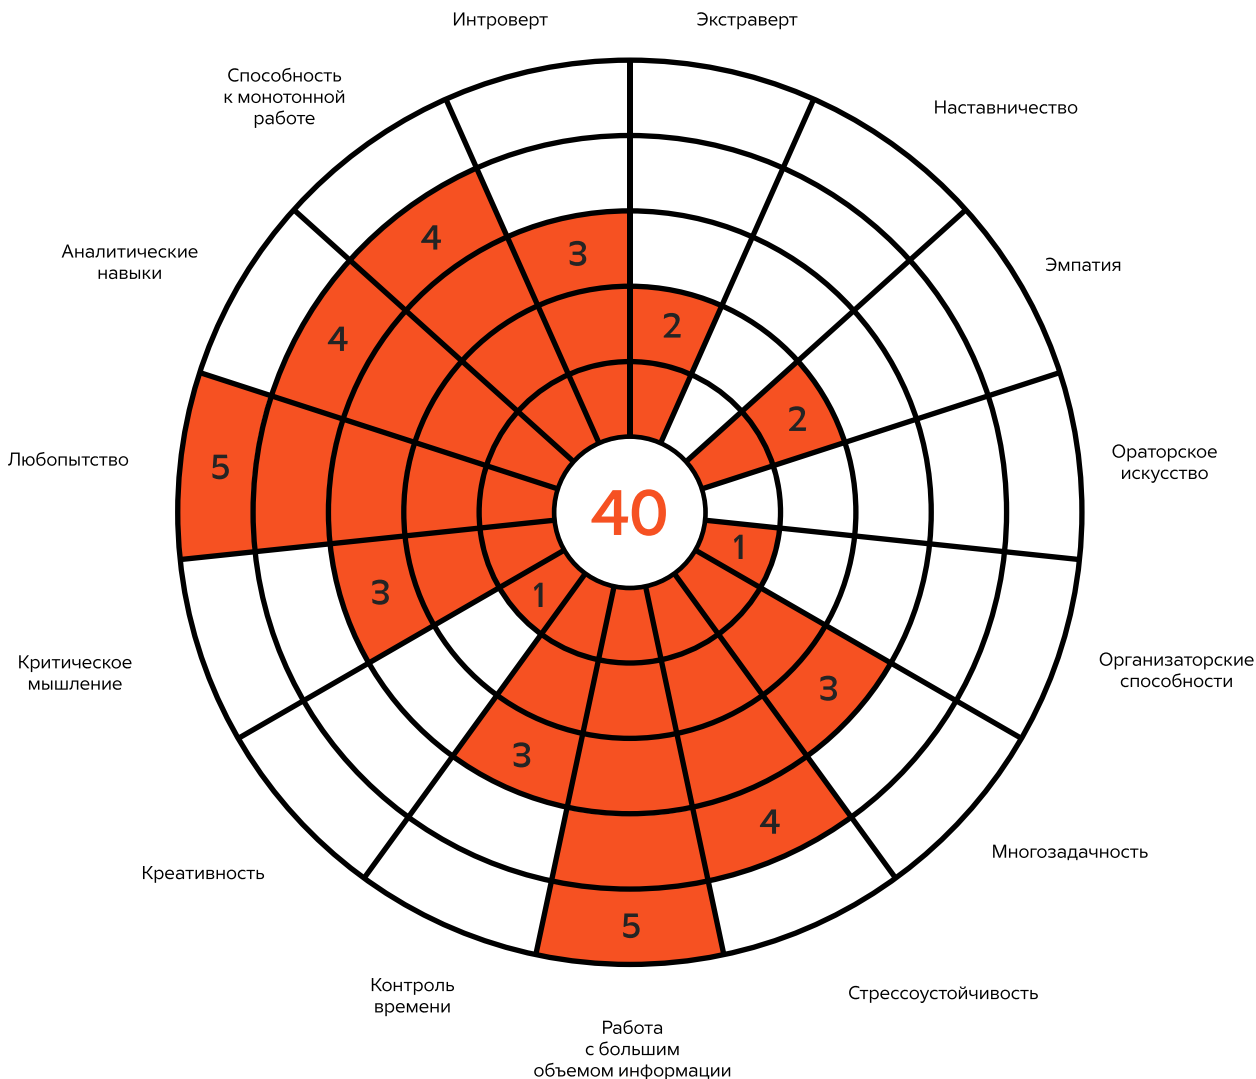 Интроверт
Экстраверт
Способность
к монотонной
работе
Наставничество
Аналитические
навыки
Эмпатия
Любопытство
Ораторское
искусство
Критическое
мышление
Организаторские
способности
Креативность
Многозадачность
Контроль
времени
Стрессоустойчивость
Работа
с большим
объемом информации
4
3
2
4
2
5
40
1
3
1
3
3
4
5